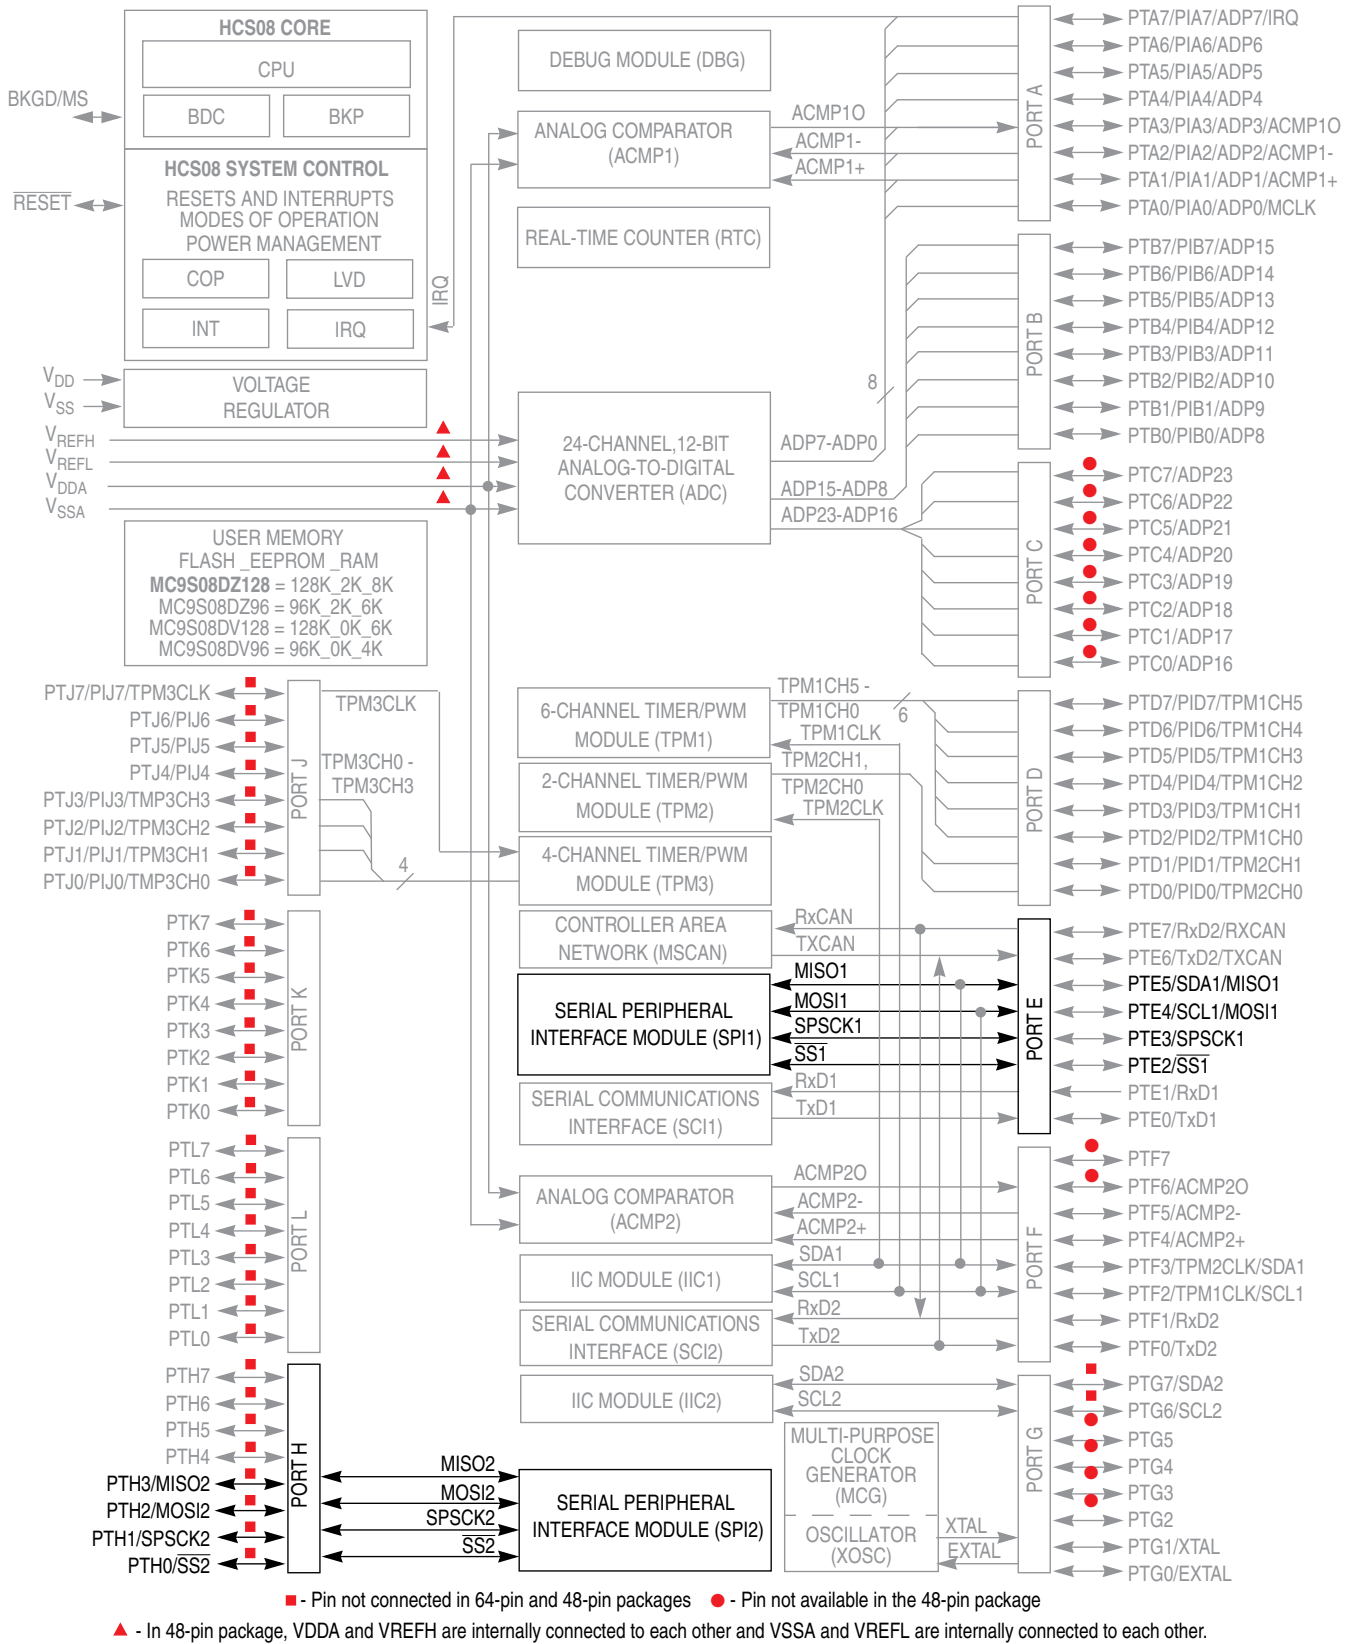 HCS08 CORE
CPU
BDC
BKP
BKGD/MS
HCS08 SYSTEM CONTROL
RESETS AND INTERRUPTS
MODES OF OPERATION
POWER MANAGEMENT
COP
LVD
INT
IRQ
RESET
IRQ
VDD
VSS
VOLTAGE
REGULATOR
VREFH
VREFL
VDDA
VSSA
USER MEMORY
FLASH _EEPROM _RAM
MC9S08DZ128 = 128K_2K_8K
MC9S08DZ96 = 96K_2K_6K
MC9S08DV128 = 128K_0K_6K
MC9S08DV96 = 96K_0K_4K
DEBUG MODULE (DBG)
ANALOG COMPARATOR
(ACMP1)
ACMP1O
ACMP1-
ACMP1+
REAL-TIME COUNTER (RTC)
24-CHANNEL,12-BIT
ANALOG-TO-DIGITAL
CONVERTER (ADC)
8
ADP7-ADP0
ADP15-ADP8
ADP23-ADP16
PORT A
PTA7/PIA7/ADP7/IRQ
PTA6/PIA6/ADP6
PTA5/PIA5/ADP5
PTA4/PIA4/ADP4
PTA3/PIA3/ADP3/ACMP1O
PTA2/PIA2/ADP2/ACMP1-
PTA1/PIA1/ADP1/ACMP1+
PTA0/PIA0/ADP0/MCLK
PORT B
PTB7/PIB7/ADP15
PTB6/PIB6/ADP14
PTB5/PIB5/ADP13
PTB4/PIB4/ADP12
PTB3/PIB3/ADP11
PTB2/PIB2/ADP10
PTB1/PIB1/ADP9
PTB0/PIB0/ADP8
PORT C
PTC7/ADP23
PTC6/ADP22
PTC5/ADP21
PTC4/ADP20
PTC3/ADP19
PTC2/ADP18
PTC1/ADP17
PTC0/ADP16
PTJ7/PIJ7/TPM3CLK
PTJ6/PIJ6
PTJ5/PIJ5
PTJ4/PIJ4
PTJ3/PIJ3/TMP3CH3
PTJ2/PIJ2/TPM3CH2
PTJ1/PIJ1/TPM3CH1
PTJ0/PIJ0/TMP3CH0
PORT J
TPM3CLK
TPM3CH0 -
TPM3CH3
4
6-CHANNEL TIMER/PWM
MODULE (TPM1)
TPM1CH5 -
TPM1CH0
6
TPM1CLK
2-CHANNEL TIMER/PWM
MODULE (TPM2)
TPM2CH1,
TPM2CH0
TPM2CLK
4-CHANNEL TIMER/PWM
MODULE (TPM3)
PORT D
PTD7/PID7/TPM1CH5
PTD6/PID6/TPM1CH4
PTD5/PID5/TPM1CH3
PTD4/PID4/TPM1CH2
PTD3/PID3/TPM1CH1
PTD2/PID2/TPM1CH0
PTD1/PID1/TPM2CH1
PTD0/PID0/TPM2CH0
PTK7
PTK6
PTK5
PTK4
PTK3
PTK2
PTK1
PTK0
PORT K
CONTROLLER AREA
NETWORK (MSCAN)
RxCAN
TXCAN
SERIAL PERIPHERAL
INTERFACE MODULE (SPI1)
MISO1
MOSI1
SPSCK1
SS1
SERIAL COMMUNICATIONS
INTERFACE (SCI1)
RxD1
TxD1
PORT E
PTE7/RxD2/RXCAN
PTE6/TxD2/TXCAN
PTE5/SDA1/MISO1
PTE4/SCL1/MOSI1
PTE3/SPSCK1
PTE2/SS1
PTE1/RxD1
PTE0/TxD1
PTL7
PTL6
PTL5
PTL4
PTL3
PTL2
PTL1
PTL0
PORT L
ANALOG COMPARATOR
(ACMP2)
ACMP2O
ACMP2-
ACMP2+
IIC MODULE (IIC1)
SDA1
SCL1
SERIAL COMMUNICATIONS
INTERFACE (SCI2)
RxD2
TxD2
PORT F
PTF7
PTF6/ACMP2O
PTF5/ACMP2-
PTF4/ACMP2+
PTF3/TPM2CLK/SDA1
PTF2/TPM1CLK/SCL1
PTF1/RxD2
PTF0/TxD2
PTH7
PTH6
PTH5
PTH4
PTH3/MISO2
PTH2/MOSI2
PTH1/SPSCK2
PTH0/SS2
PORT H
MISO2
MOSI2
SPSCK2
SS2
IIC MODULE (IIC2)
SDA2
SCL2
SERIAL PERIPHERAL
INTERFACE MODULE (SPI2)
MULTI-PURPOSE
CLOCK
GENERATOR
(MCG)
OSCILLATOR
(XOSC)
XTAL
EXTAL
PORT G
PTG7/SDA2
PTG6/SCL2
PTG5
PTG4
PTG3
PTG2
PTG1/XTAL
PTG0/EXTAL
- Pin not connected in 64-pin and 48-pin packages
- Pin not available in the 48-pin package
- In 48-pin package, VDDA and VREFH are internally connected to each other and VSSA and VREFL are internally connected to each other.